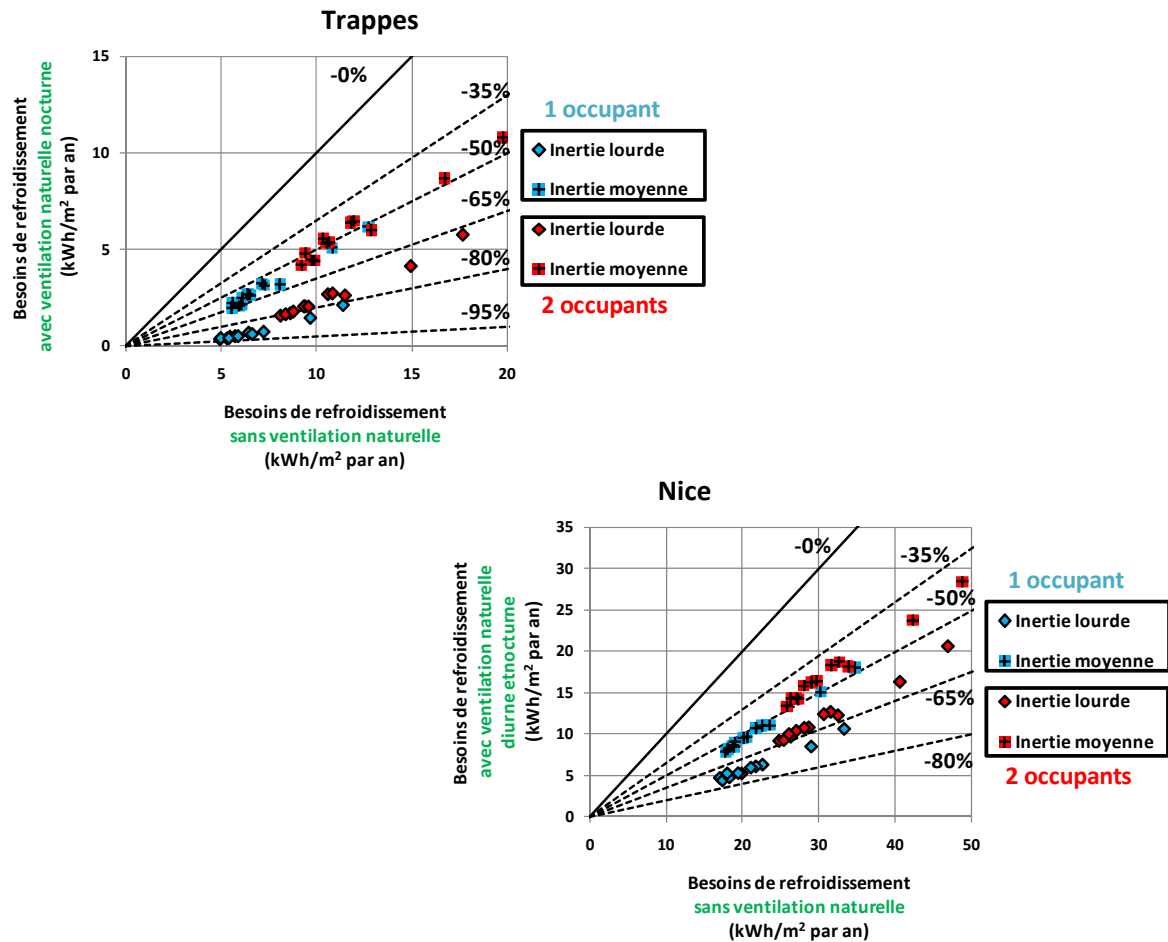 Trappes
Besoins de refroidissement
avec ventilation naturelle nocturne
(kWh/m² par an)
15
10
5
0
-0%
-35%
-50%
-65%
-80%
-95%
0 5 10 15 20
Besoins de refroidissement
sans ventilation naturelle
(kWh/m² par an)
1 occupant
Inertie lourde
Inertie moyenne
Inertie lourde
Inertie moyenne
2 occupants
Nice
Besoins de refroidissement
avec ventilation naturelle
diurne etnocturne
(kWh/m² par an)
35
30
25
20
15
10
5
0
-0%
-35%
-50%
-65%
-80%
0 10 20 30 40 50
Besoins de refroidissement
sans ventilation naturelle
(kWh/m² par an)
1 occupant
Inertie lourde
Inertie moyenne
Inertie lourde
Inertie moyenne
2 occupants